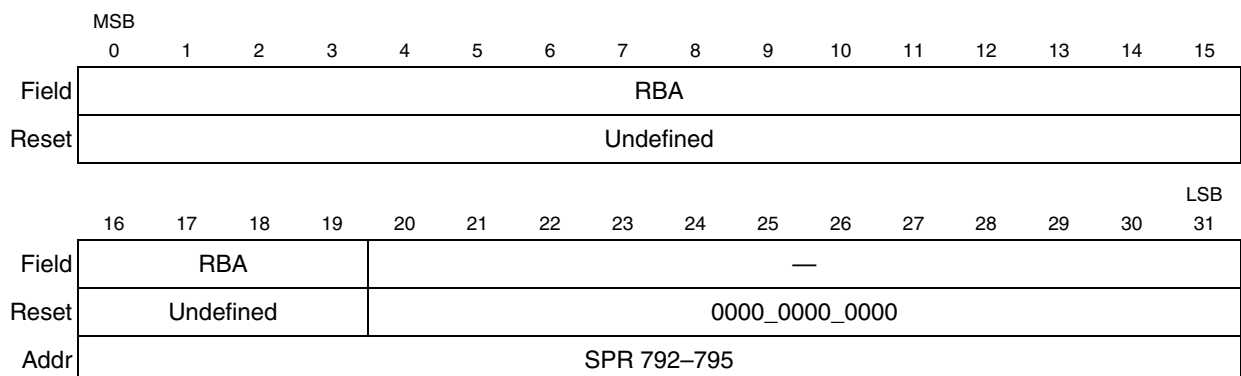 MSB
0 1 2 3 4 5 6 7 8 9 10 11 12 13 14 15
Field RBA
Reset Undefined
LSB
16 17 18 19 20 21 22 23 24 25 26 27 28 29 30 31
Field RBA —
Reset Undefined 0000_0000_0000
Addr SPR 792–795